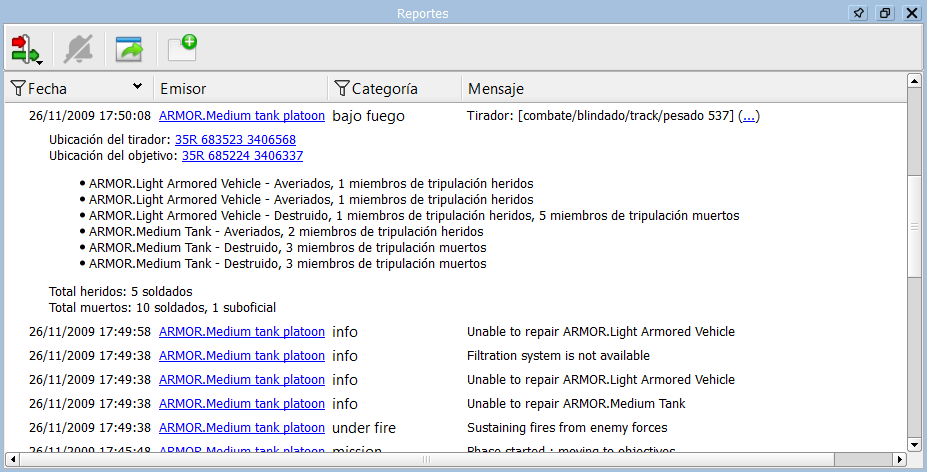 Reportes
Fecha Emisor Categoría Mensaje
26/11/2009 17:50:08 ARMOR.Medium tank platoon bajo fuego Tirador: [combate/blindado/track/pesado 537] (...)
Ubicación del tirador: 35R 683523 3406568
Ubicación del objetivo: 35R 685224 3406337
• ARMOR.Light Armored Vehicle - Averiados, 1 miembros de tripulación heridos
• ARMOR.Light Armored Vehicle - Averiados, 1 miembros de tripulación heridos
• ARMOR.Light Armored Vehicle - Destruido, 1 miembros de tripulación heridos, 5 miembros de tripulación muertos
• ARMOR.Medium Tank - Averiados, 2 miembros de tripulación heridos
• ARMOR.Medium Tank - Destruido, 3 miembros de tripulación muertos
• ARMOR.Medium Tank - Destruido, 3 miembros de tripulación muertos
Total heridos: 5 soldados
Total muertos: 10 soldados, 1 suboficial
26/11/2009 17:49:58 ARMOR.Medium tank platoon info Unable to repair ARMOR.Light Armored Vehicle
26/11/2009 17:49:38 ARMOR.Medium tank platoon info Filtration system is not available
26/11/2009 17:49:38 ARMOR.Medium tank platoon info Unable to repair ARMOR.Light Armored Vehicle
26/11/2009 17:49:38 ARMOR.Medium tank platoon info Unable to repair ARMOR.Medium Tank
26/11/2009 17:49:38 ARMOR.Medium tank platoon under fire Sustaining fires from enemy forces
26/11/2009 17:45:48 ARMOR.Medium tank platoon mission Phase started : moving to objectives